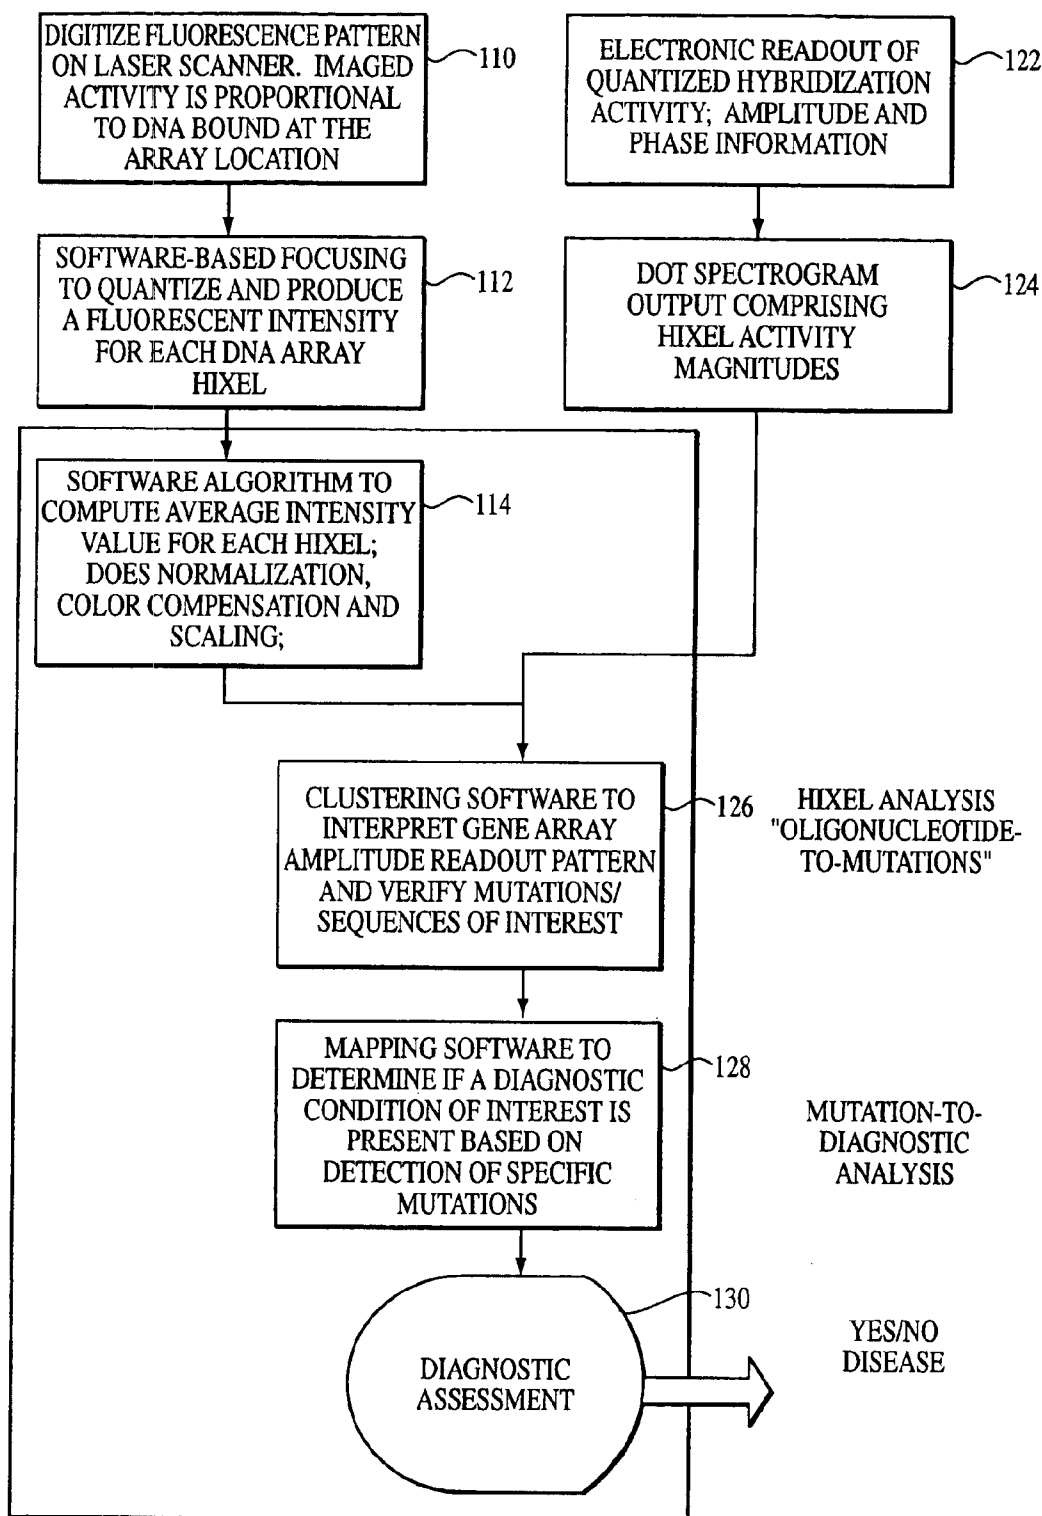 DIGITIZE FLUORESCENCE PATTERN
ON LASER SCANNER. IMAGED
ACTIVITY IS PROPORTIONAL
TO DNA BOUND AT THE
ARRAY LOCATION
110
ELECTRONIC READOUT OF
QUANTIZED HYBRIDIZATION
ACTIVITY; AMPLITUDE AND
PHASE INFORMATION
122
SOFTWARE-BASED FOCUSING
TO QUANTIZE AND PRODUCE
A FLUORESCENT INTENSITY
FOR EACH DNA ARRAY
HIXEL
112
DOT SPECTROGRAM
OUTPUT COMPRISING
HIXEL ACTIVITY
MAGNITUDES
124
SOFTWARE ALGORITHM TO
COMPUTE AVERAGE INTENSITY
VALUE FOR EACH HIXEL;
DOES NORMALIZATION,
COLOR COMPENSATION AND
SCALING;
114
CLUSTERING SOFTWARE TO
INTERPRET GENE ARRAY
AMPLITUDE READOUT PATTERN
AND VERIFY MUTATIONS/
SEQUENCES OF INTEREST
126
HIXEL ANALYSIS
"OLIGONUCLEOTIDE-
TO-MUTATIONS"
MAPPING SOFTWARE TO
DETERMINE IF A DIAGNOSTIC
CONDITION OF INTEREST IS
PRESENT BASED ON
DETECTION OF SPECIFIC
MUTATIONS
128
MUTATION-TO-
DIAGNOSTIC
ANALYSIS
DIAGNOSTIC
ASSESSMENT
130
YES/NO
DISEASE